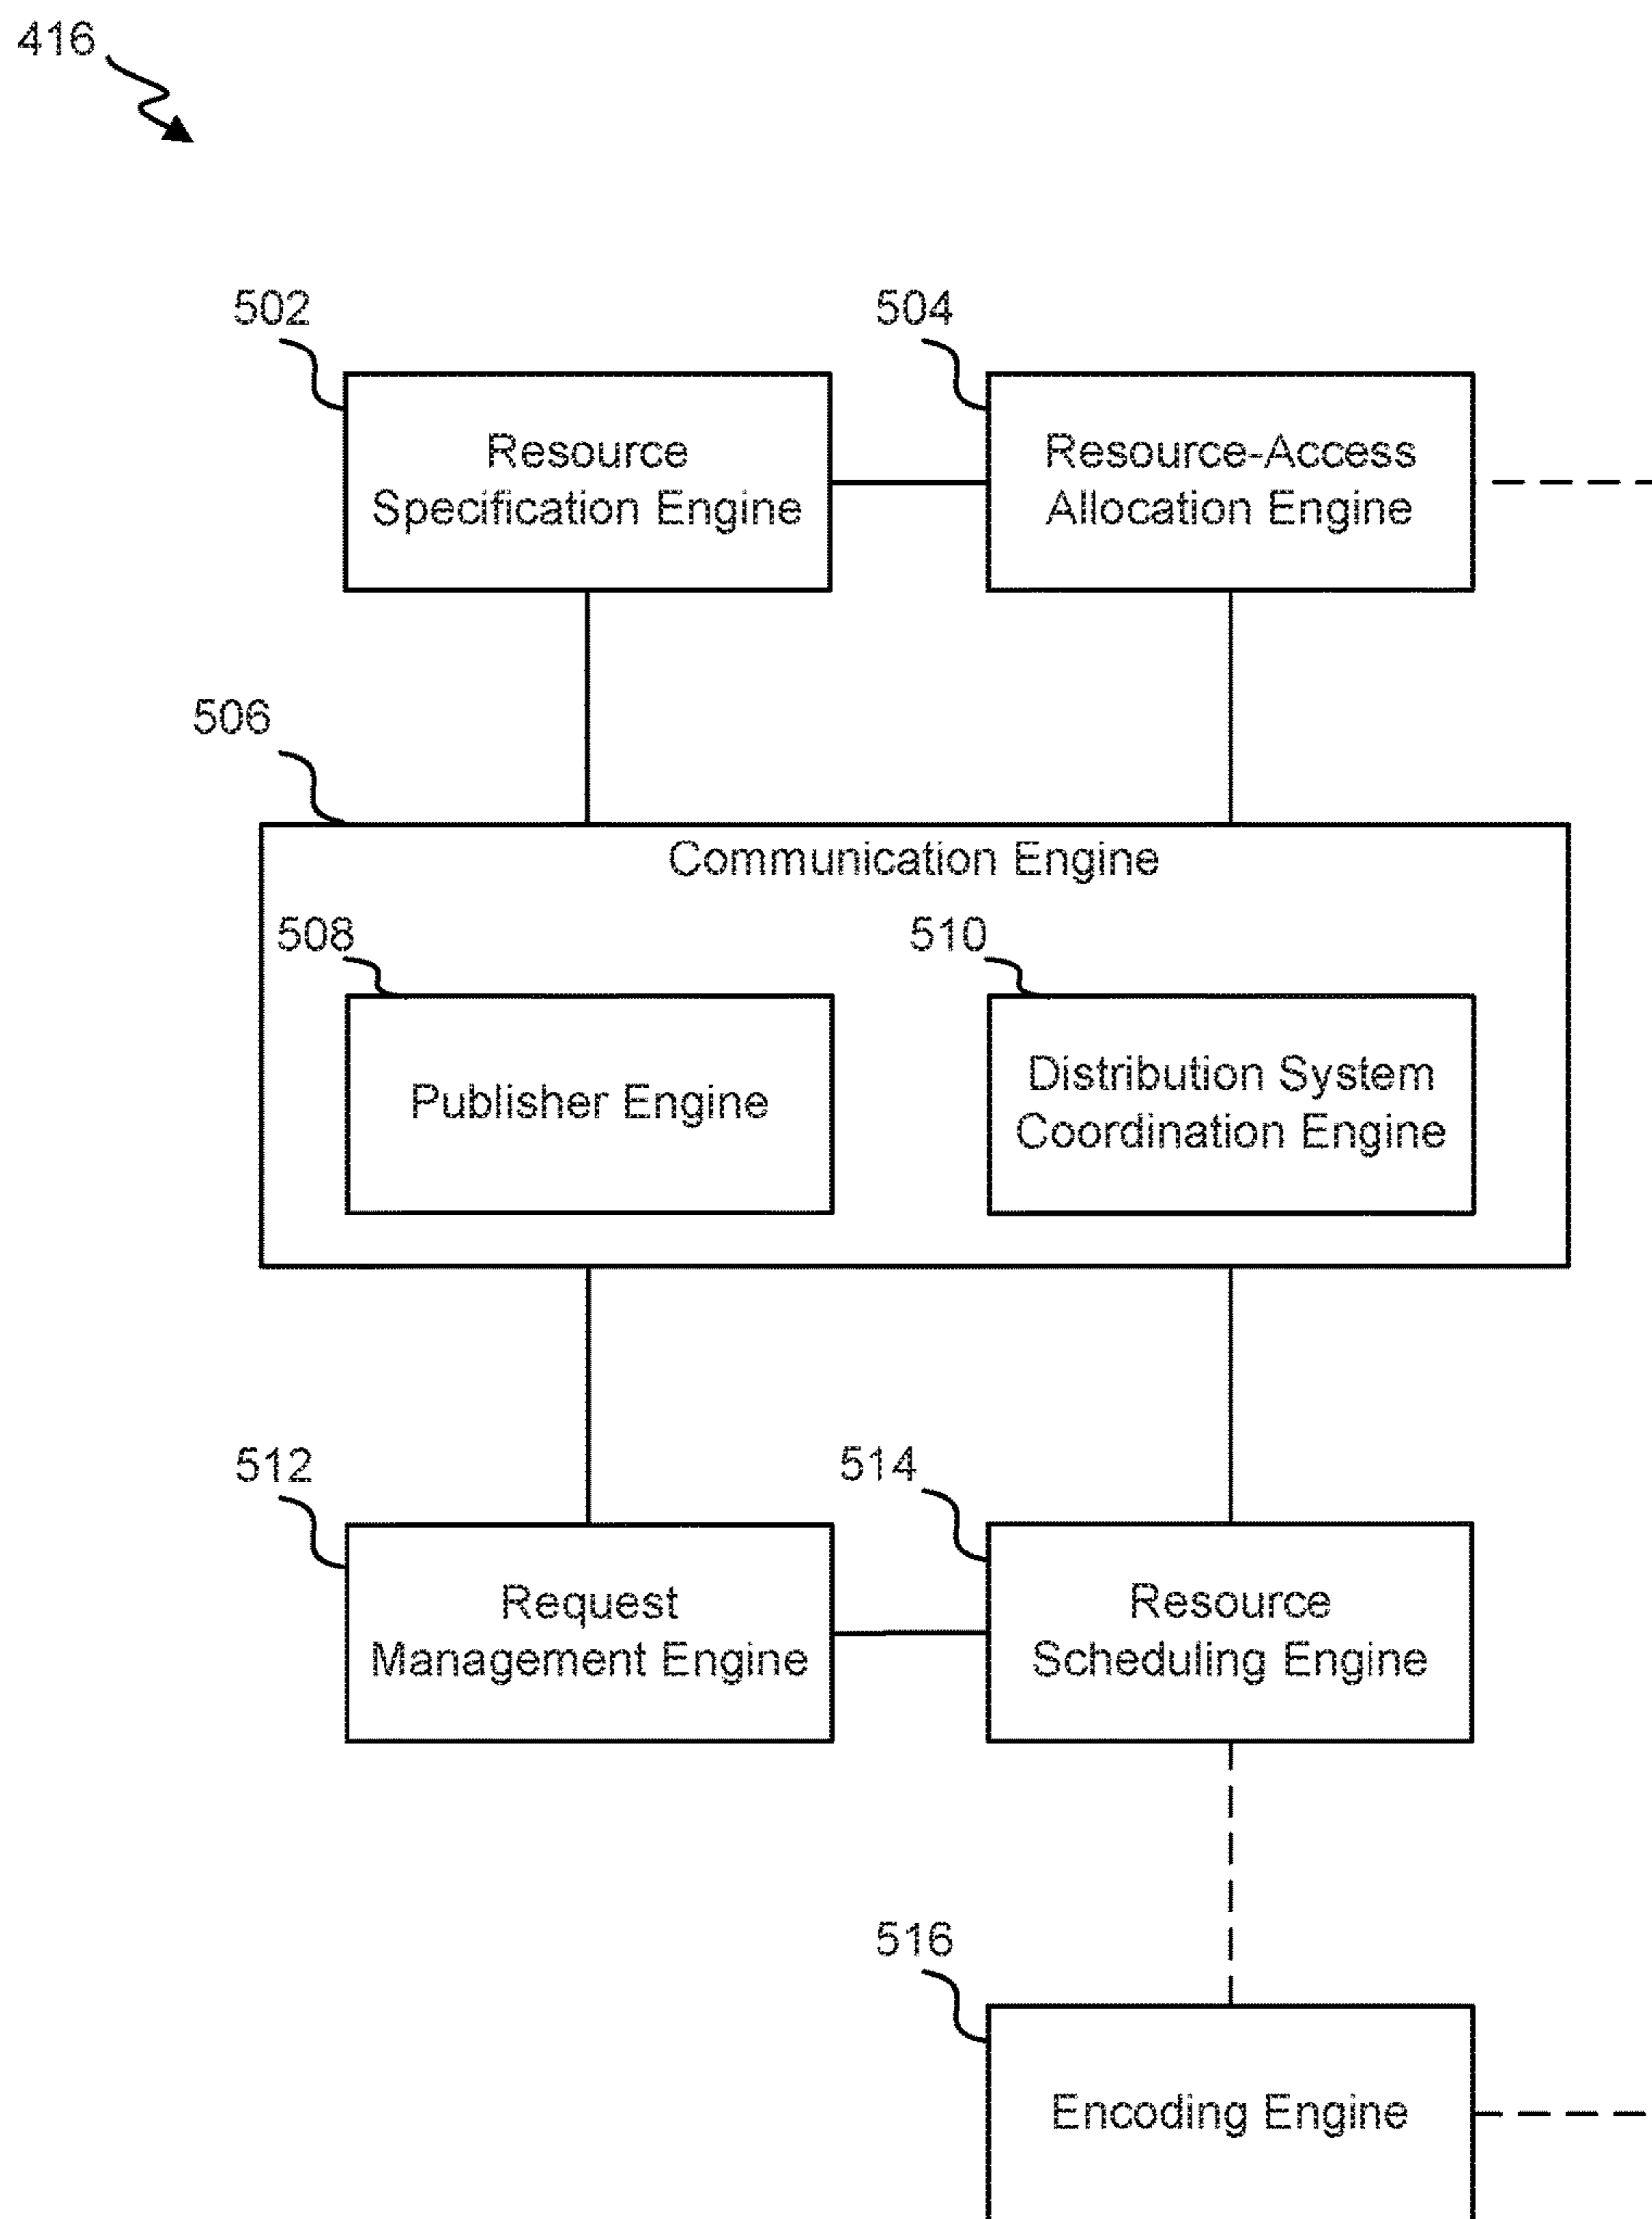 416
502
504
Resource
Specification Engine
Resource-Access
Allocation Engine
506
Communication Engine
508
510
Publisher Engine
Distribution System
Coordination Engine
512
514
Request
Management Engine
Resource
Scheduling Engine
516
Encoding Engine